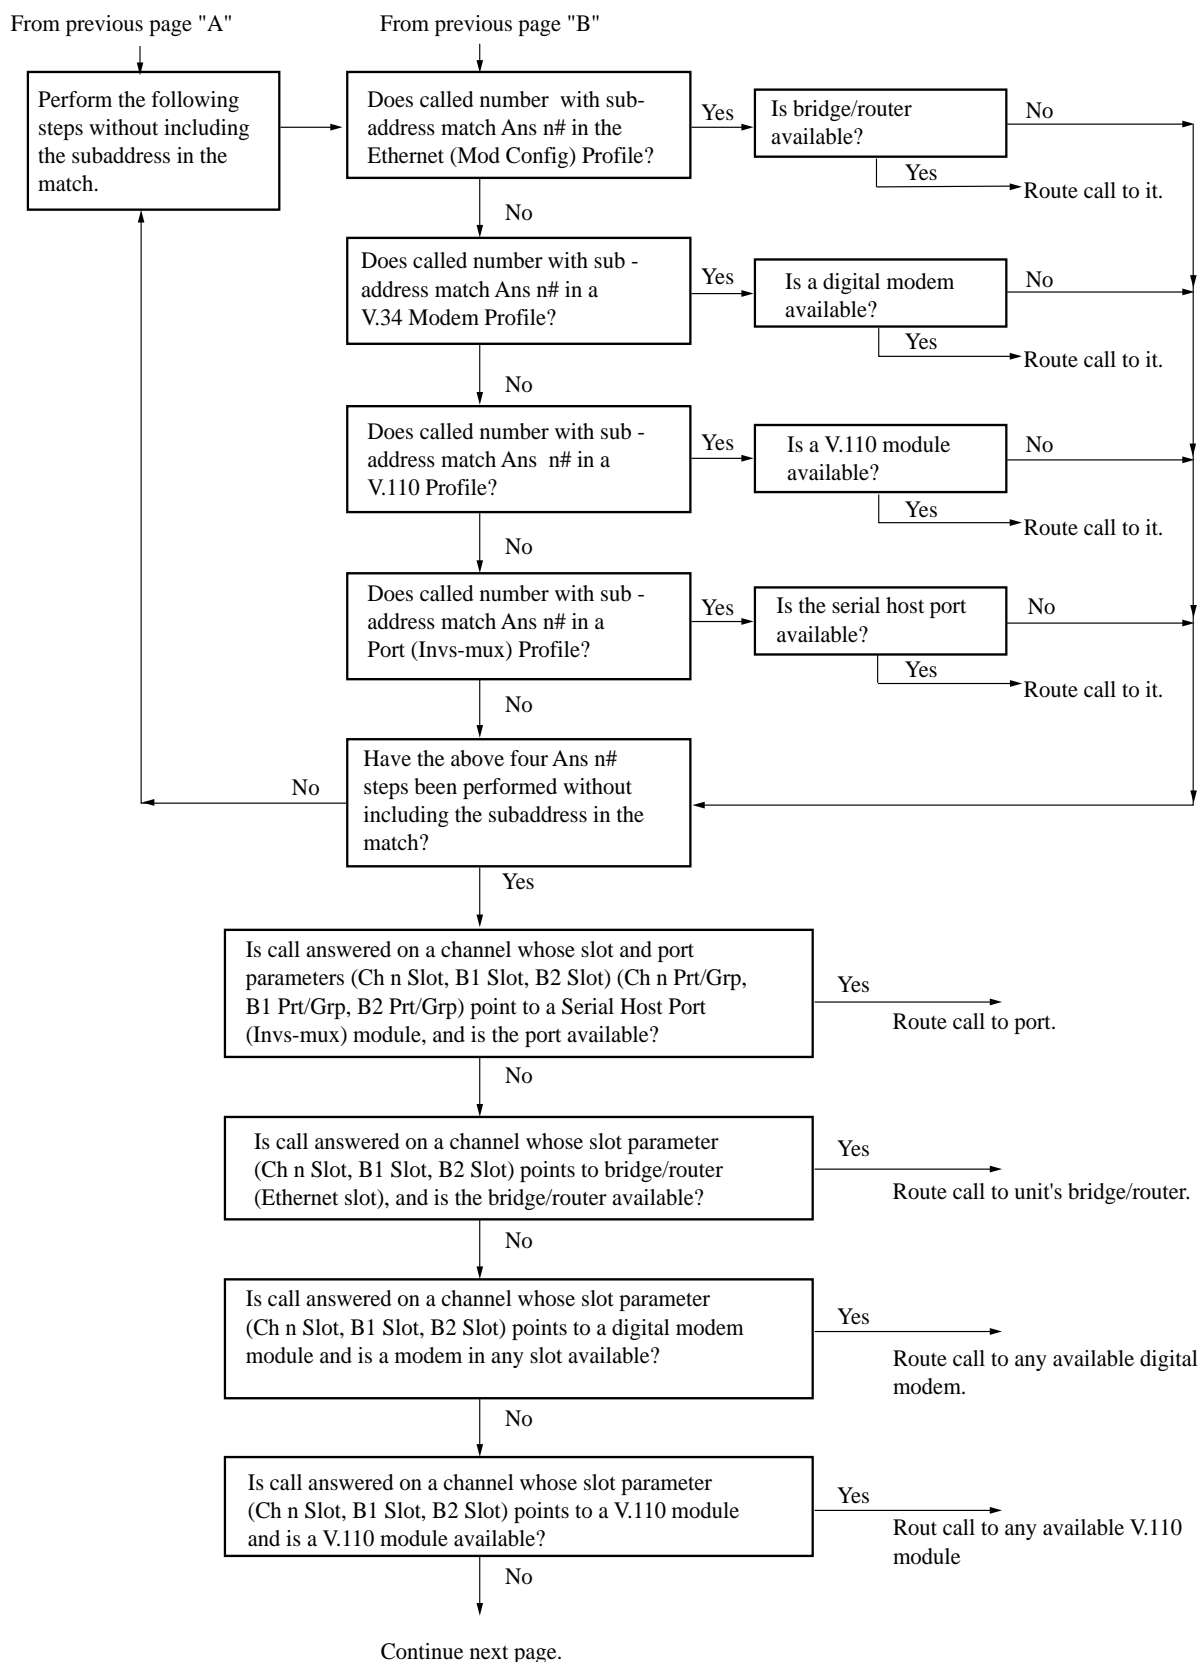 From previous page "A"
From previous page "B"
Perform the following
steps without including
the subaddress in the
match.
Does called number with sub-
address match Ans n# in the
Ethernet (Mod Config) Profile?
Yes
Is bridge/router
available?
No
Yes
Route call to it.
No
Does called number with sub -
address match Ans n# in a
V.34 Modem Profile?
Yes
Is a digital modem
available?
No
Yes
Route call to it.
No
Does called number with sub -
address match Ans n# in a
V.110 Profile?
Yes
Is a V.110 module
available?
No
Yes
Route call to it.
No
Does called number with sub -
address match Ans n# in a
Port (Invs-mux) Profile?
Yes
Is the serial host port
available?
No
Yes
Route call to it.
No
Have the above four Ans n#
steps been performed without
including the subaddress in the
match?
No
Yes
Is call answered on a channel whose slot and port
parameters (Ch n Slot, B1 Slot, B2 Slot) (Ch n Prt/Grp,
B1 Prt/Grp, B2 Prt/Grp) point to a Serial Host Port
(Invs-mux) module, and is the port available?
Yes
Route call to port.
No
Is call answered on a channel whose slot parameter
(Ch n Slot, B1 Slot, B2 Slot) points to bridge/router
(Ethernet slot), and is the bridge/router available?
Yes
Route call to unit's bridge/router.
No
Is call answered on a channel whose slot parameter
(Ch n Slot, B1 Slot, B2 Slot) points to a digital modem
module and is a modem in any slot available?
Yes
Route call to any available digital
modem.
No
Is call answered on a channel whose slot parameter
(Ch n Slot, B1 Slot, B2 Slot) points to a V.110 module
and is a V.110 module available?
Yes
Rout call to any available V.110
module
No
Continue next page.